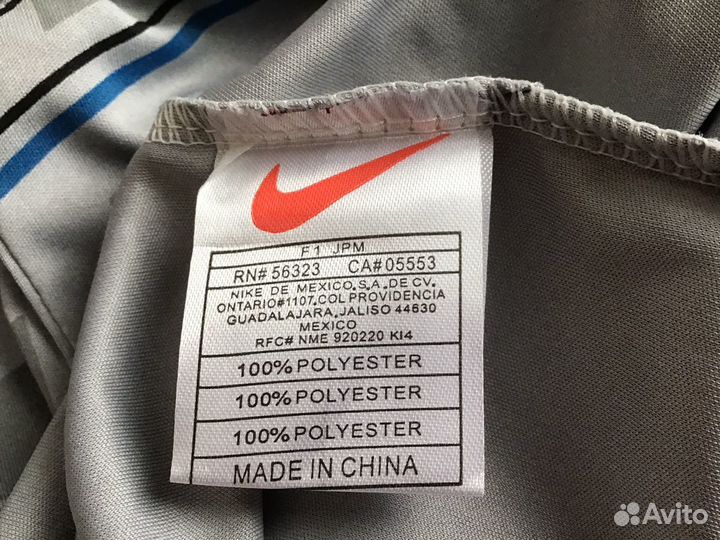 F1 JPM
RN# 56323 CA# 05553
NIKE DE MEXICO.S.A. DE CV.
ONTARIO#1107.COL PROVIDENCIA
GUADALAJARA, JALISO 44630
MEXICO
RFC# NME 920220 KI4
100% POLYESTER
100% POLYESTER
100% POLYESTER
MADE IN CHINA
Avito